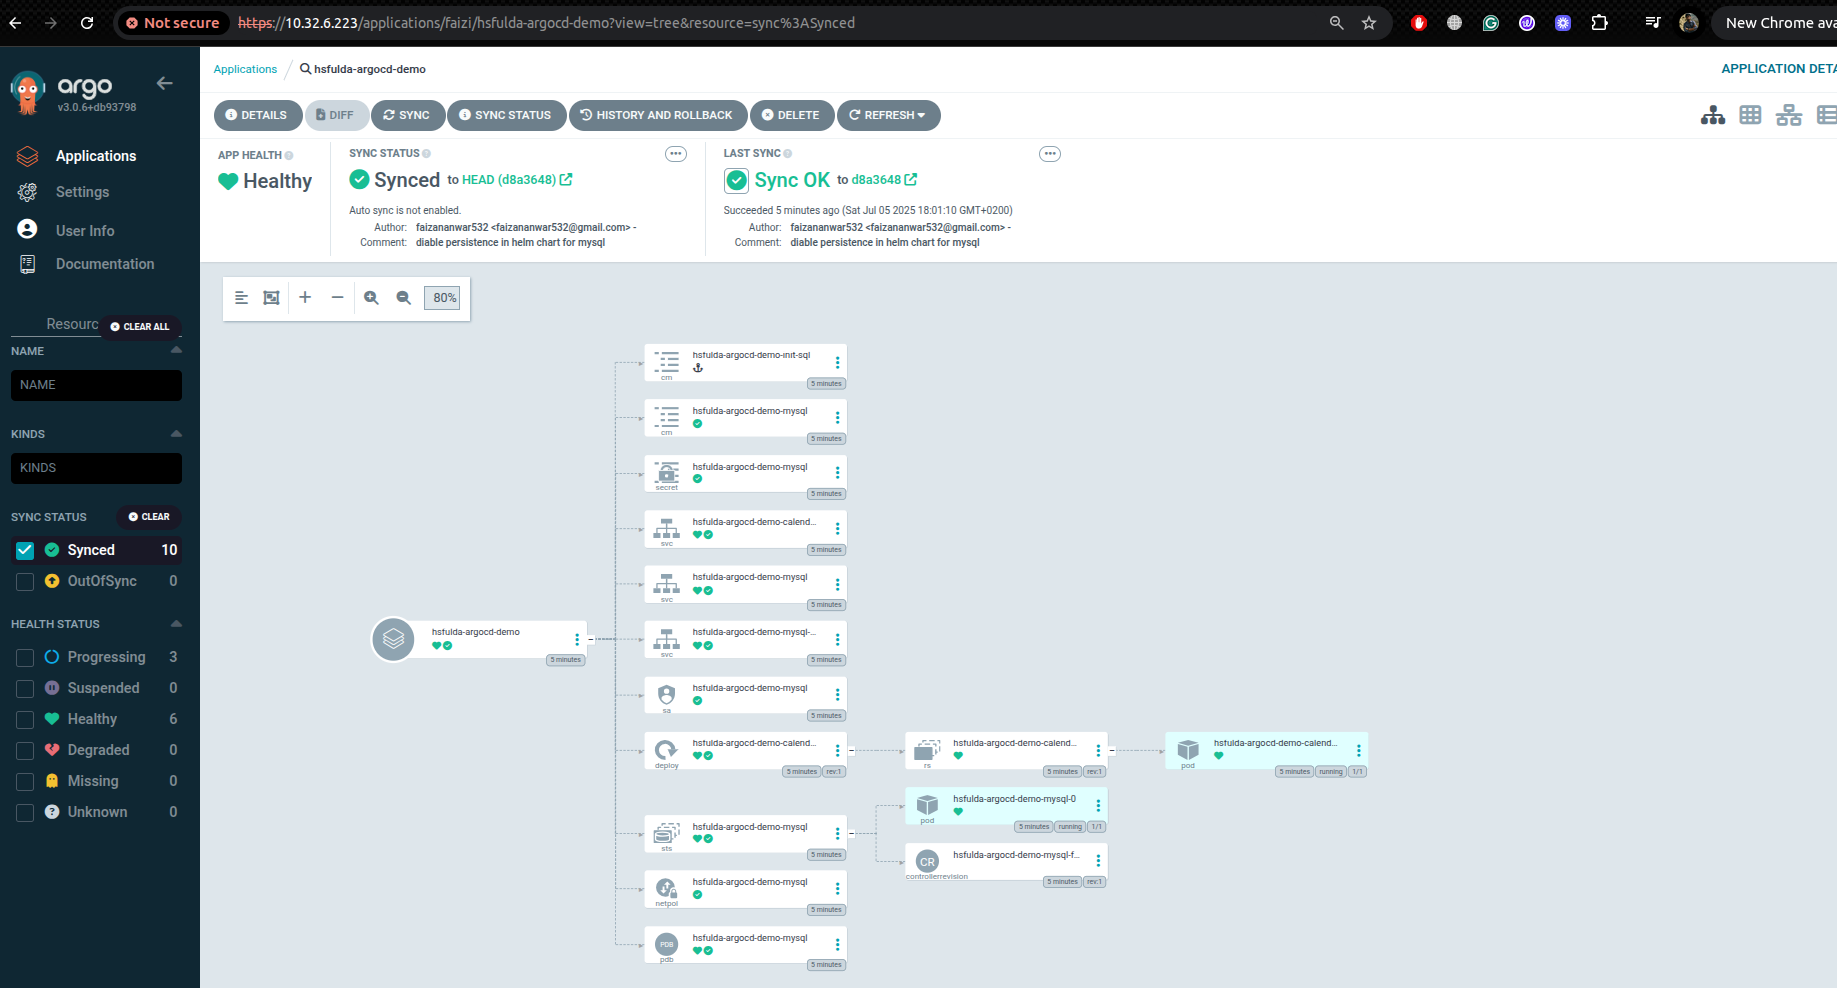 Not secure
https://10.32.6.223/applications/faizi/hsfulda-argocd-demo?view=tree&resource=sync%3ASynced
New Chrome ava
argo
v3.0.6+db93798
Applications
Settings
User Info
Documentation
Resourc
CLEAR ALL
NAME
NAME
KINDS
KINDS
SYNC STATUS
CLEAR
Synced 10
OutOfSync 0
HEALTH STATUS
Progressing 3
Suspended 0
Healthy 6
Degraded 0
Missing 0
Unknown 0
Applications / hsfulda-argocd-demo
APPLICATION DETA
DETAILS
DIFF
SYNC
SYNC STATUS
HISTORY AND ROLLBACK
DELETE
REFRESH
APP HEALTH
Healthy
SYNC STATUS
Synced to HEAD (d8a3648)
Auto sync is not enabled.
Author: faizananwar532 <faizananwar532@gmail.com> -
Comment: diable persistence in helm chart for mysql
LAST SYNC
Sync OK to d8a3648
Succeeded 5 minutes ago (Sat Jul 05 2025 18:01:10 GMT+0200)
Author: faizananwar532 <faizananwar532@gmail.com> -
Comment: diable persistence in helm chart for mysql
80%
hsfulda-argocd-demo
5 minutes
hsfulda-argocd-demo-init-sql
cm
5 minutes
hsfulda-argocd-demo-mysql
cm
5 minutes
hsfulda-argocd-demo-mysql
secret
5 minutes
hsfulda-argocd-demo-calend...
svc
5 minutes
hsfulda-argocd-demo-mysql
svc
5 minutes
hsfulda-argocd-demo-mysql-...
svc
5 minutes
hsfulda-argocd-demo-mysql
sa
5 minutes
hsfulda-argocd-demo-calend...
deploy
5 minutes rev:1
hsfulda-argocd-demo-calend...
rs
5 minutes rev:1
hsfulda-argocd-demo-calend...
pod
5 minutes running 1/1
hsfulda-argocd-demo-mysql-0
pod
5 minutes running 1/1
hsfulda-argocd-demo-mysql
sts
5 minutes
CR
hsfulda-argocd-demo-mysql-f...
controllerrevision
5 minutes rev:1
hsfulda-argocd-demo-mysql
netpol
5 minutes
PDB
hsfulda-argocd-demo-mysql
pdb
5 minutes